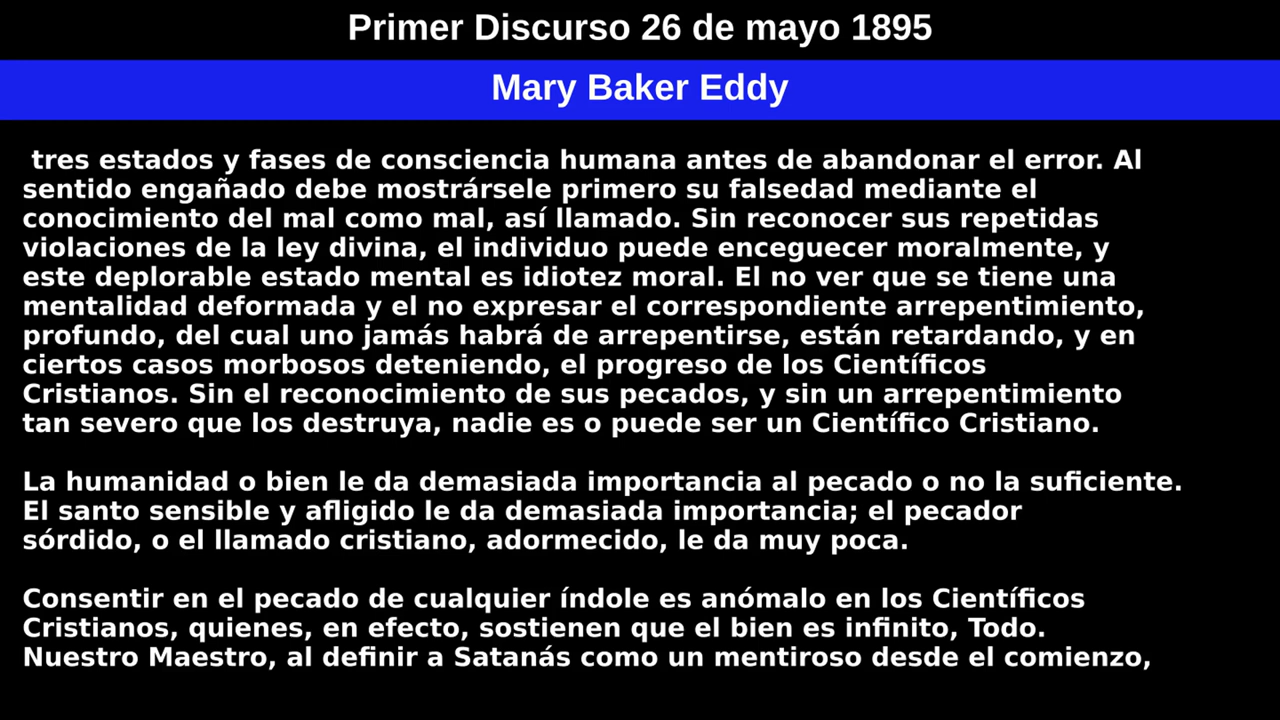 Primer Discurso 26 de mayo 1895
Mary Baker Eddy
tres estados y fases de consciencia humana antes de abandonar el error. Al
sentido engañado debe mostrársele primero su falsedad mediante el
conocimiento del mal como mal, así llamado. Sin reconocer sus repetidas
violaciones de la ley divina, el individuo puede enceguecer moralmente, y
este deplorable estado mental es idiotez moral. El no ver que se tiene una
mentalidad deformada y el no expresar el correspondiente arrepentimiento,
profundo, del cual uno jamás habrá de arrepentirse, están retardando, y en
ciertos casos morbosos deteniendo, el progreso de los Científicos
Cristianos. Sin el reconocimiento de sus pecados, y sin un arrepentimiento
tan severo que los destruya, nadie es o puede ser un Científico Cristiano.
La humanidad o bien le da demasiada importancia al pecado o no la suficiente.
El santo sensible y afligido le da demasiada importancia; el pecador
sórdido, o el llamado cristiano, adormecido, le da muy poca.
Consentir en el pecado de cualquier índole es anómalo en los Científicos
Cristianos, quienes, en efecto, sostienen que el bien es infinito, Todo.
Nuestro Maestro, al definir a Satanás como un mentiroso desde el comienzo,